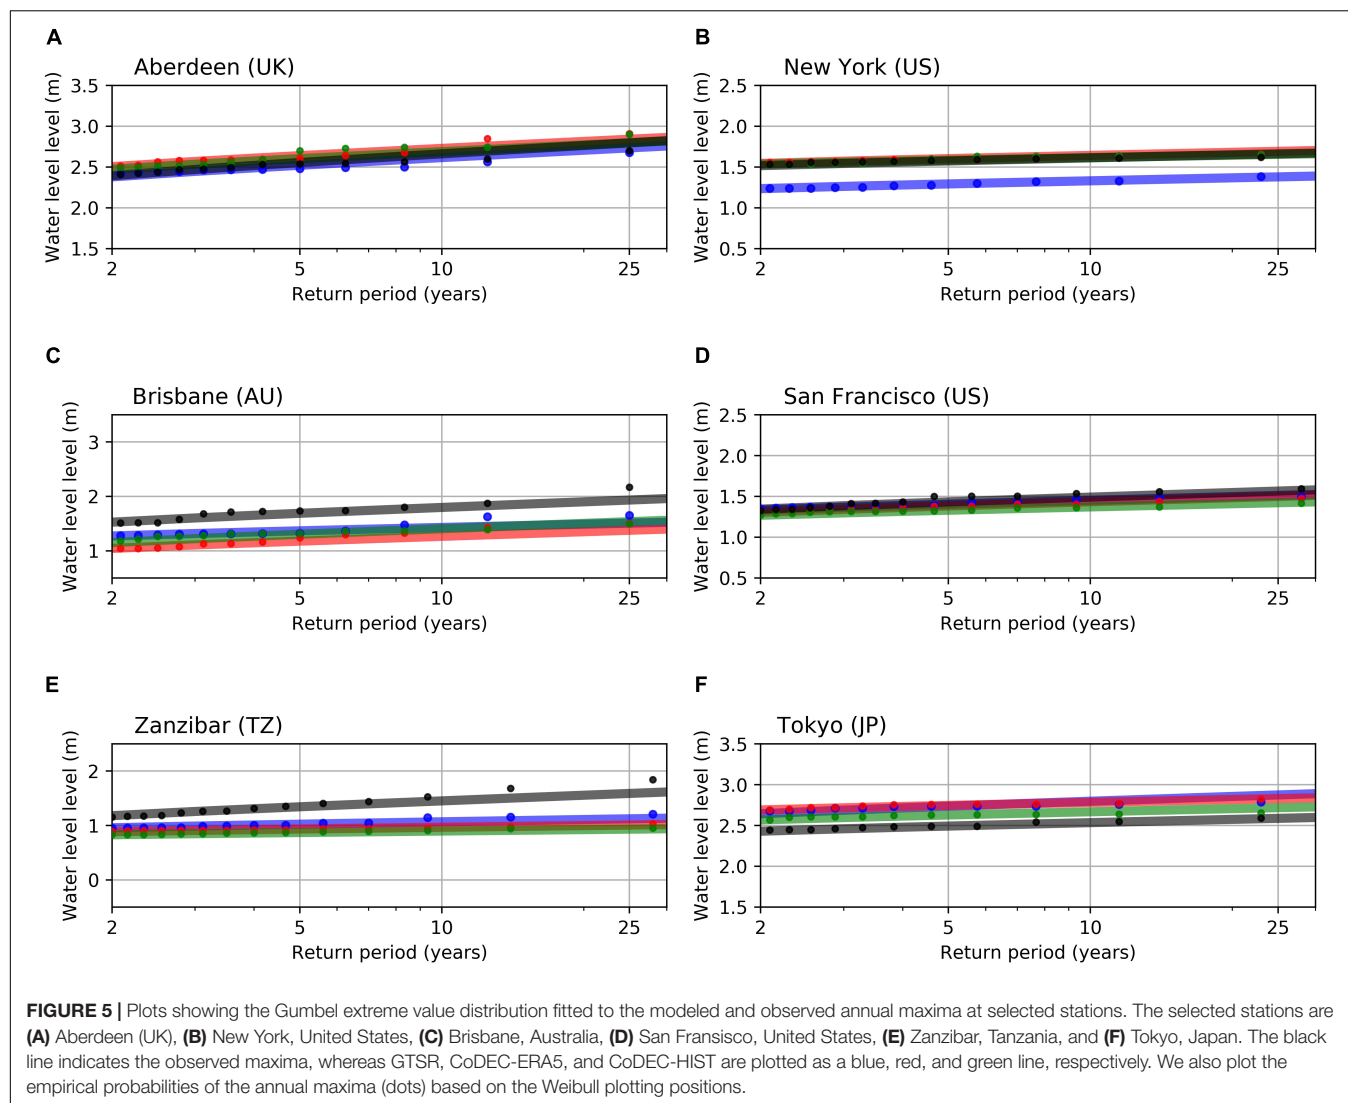 A
Aberdeen (UK)
Water level level (m)
3.5
3.0
2.5
2.0
1.5
2
5
10
25
Return period (years)
B
New York (US)
Water level level (m)
2.5
2.0
1.5
1.0
0.5
2
5
10
25
Return period (years)
C
Brisbane (AU)
Water level level (m)
3
2
1
2
5
10
25
Return period (years)
D
San Francisco (US)
Water level level (m)
2.5
2.0
1.5
1.0
0.5
2
5
10
25
Return period (years)
E
Zanzibar (TZ)
Water level level (m)
2
1
0
2
5
10
25
Return period (years)
F
Tokyo (JP)
Water level level (m)
3.5
3.0
2.5
2.0
1.5
2
5
10
25
Return period (years)
FIGURE 5 | Plots showing the Gumbel extreme value distribution fitted to the modeled and observed annual maxima at selected stations. The selected stations are
(A) Aberdeen (UK), (B) New York, United States, (C) Brisbane, Australia, (D) San Fransisco, United States, (E) Zanzibar, Tanzania, and (F) Tokyo, Japan. The black
line indicates the observed maxima, whereas GTSR, CoDEC-ERA5, and CoDEC-HIST are plotted as a blue, red, and green line, respectively. We also plot the
empirical probabilities of the annual maxima (dots) based on the Weibull plotting positions.